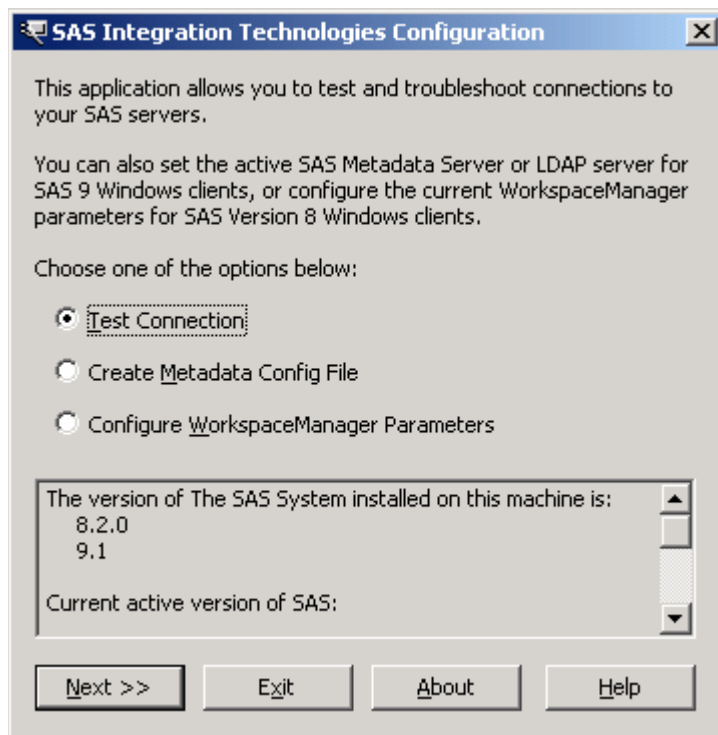 SAS Integration Technologies Configuration
This application allows you to test and troubleshoot connections to
your SAS servers.
You can also set the active SAS Metadata Server or LDAP server for
SAS 9 Windows clients, or configure the current WorkspaceManager
parameters for SAS Version 8 Windows clients.
Choose one of the options below:
Test Connection
Create Metadata Config File
Configure WorkspaceManager Parameters
The version of The SAS System installed on this machine is:
8.2.0
9.1
Current active version of SAS:
Next >> Exit About Help